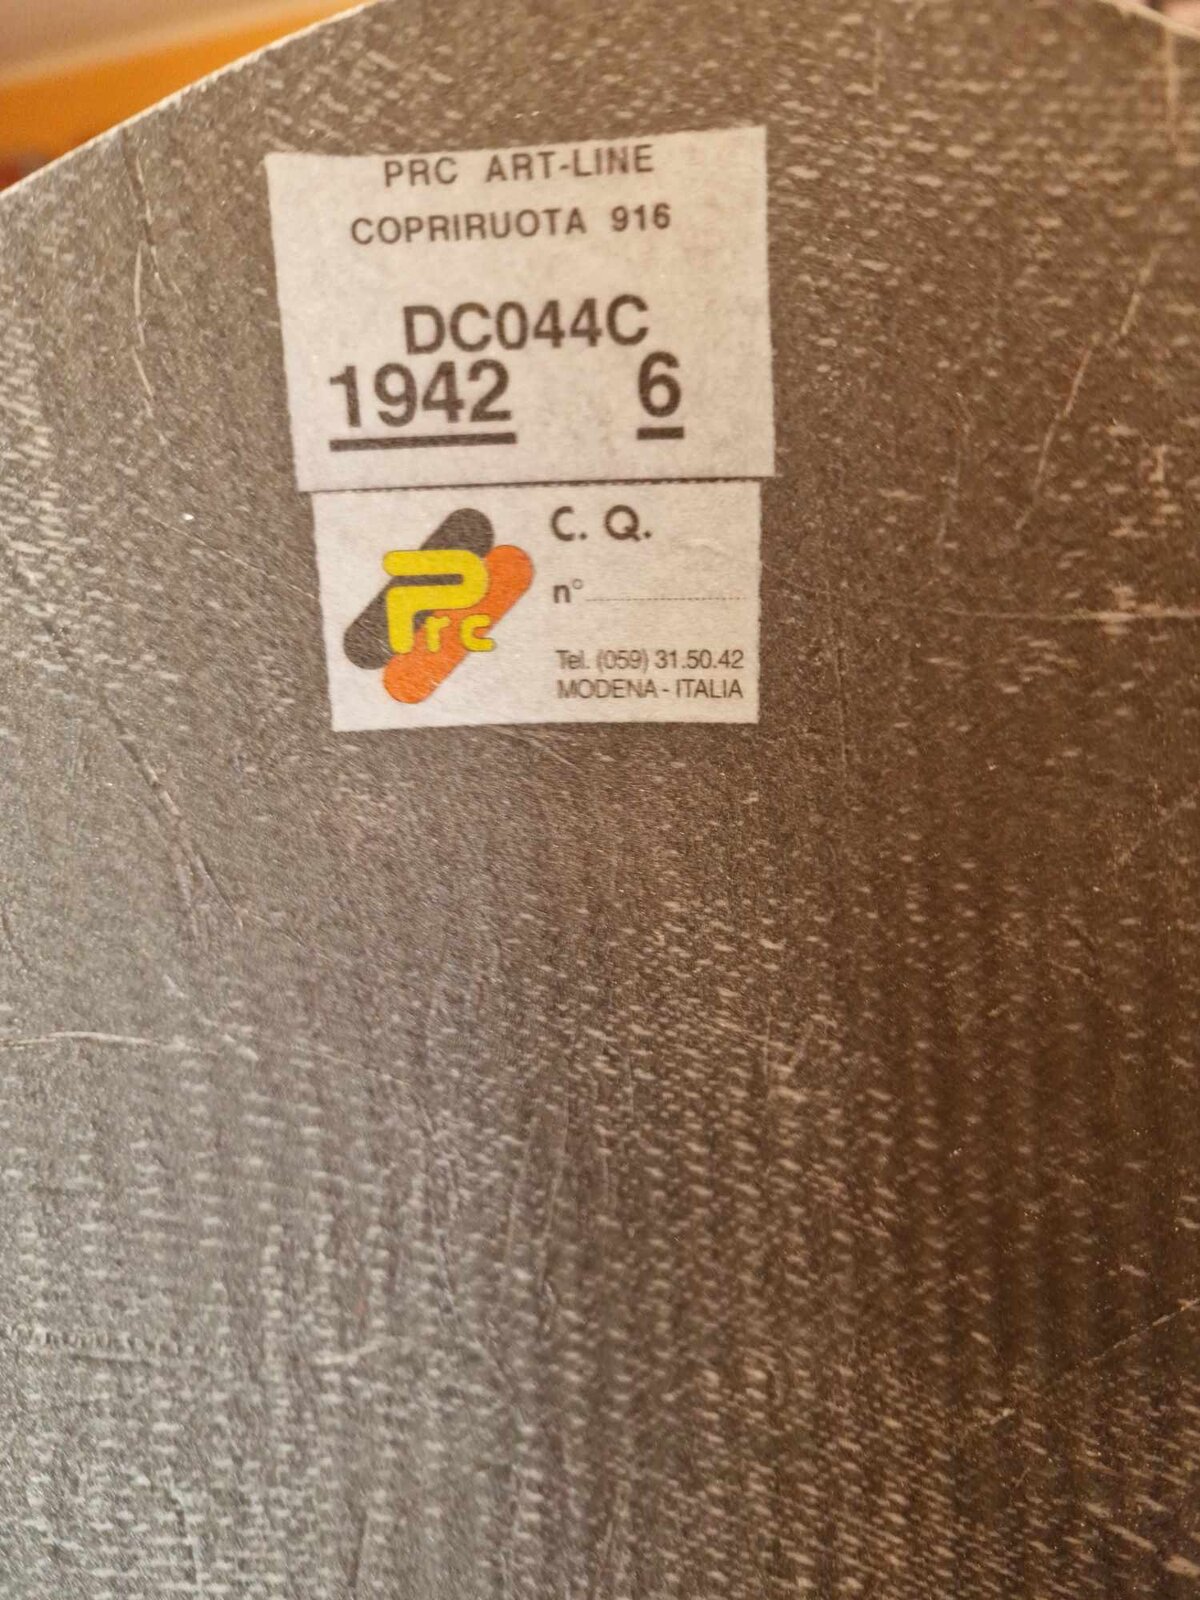 PRC ART-LINE
COPRIRUOTA 916
DC044C
1942 6
Prc
C. Q.
n°
Tel. (059) 31.50.42
MODENA - ITALIA